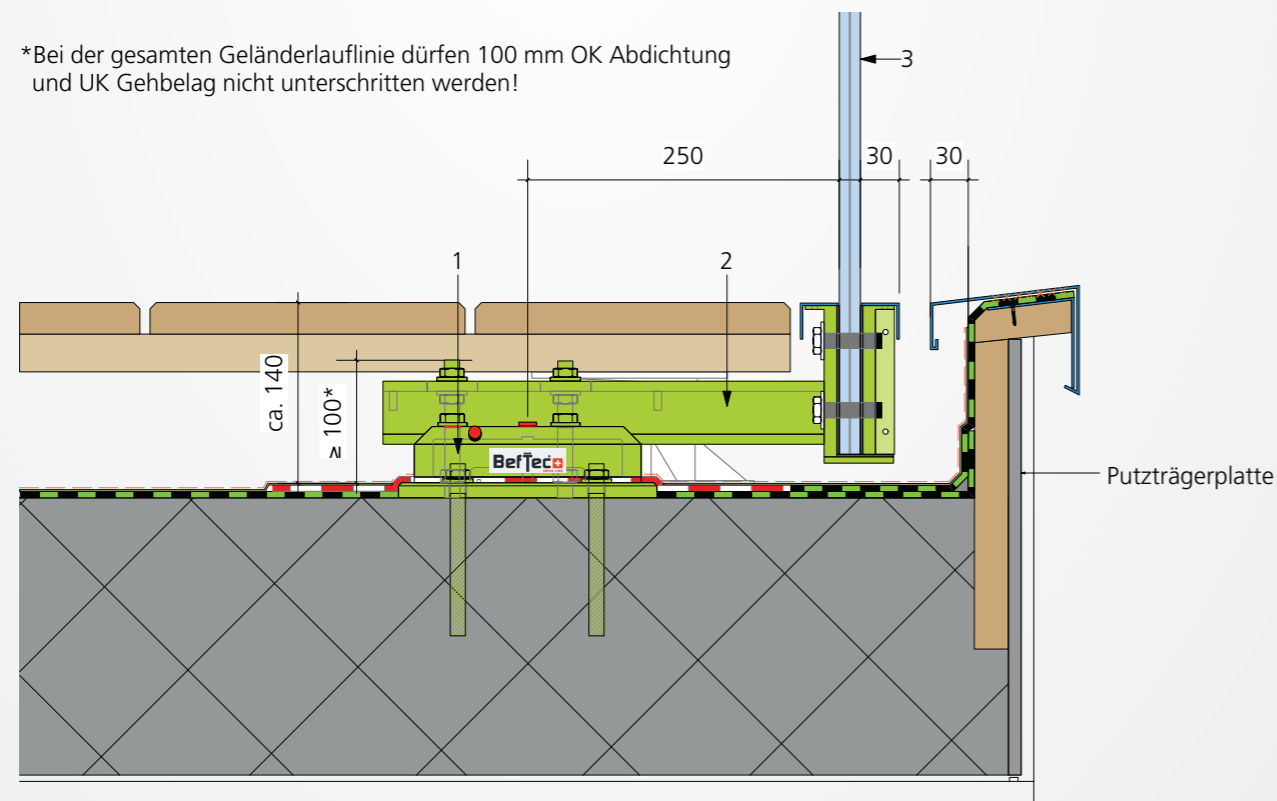 *Bei der gesamten Geländerlauflinie dürfen 100 mm OK Abdichtung
und UK Gehbelag nicht unterschritten werden!
3
250
30
30
1
2
ca. 140
≥ 100*
BefTec
Putzträgerplatte